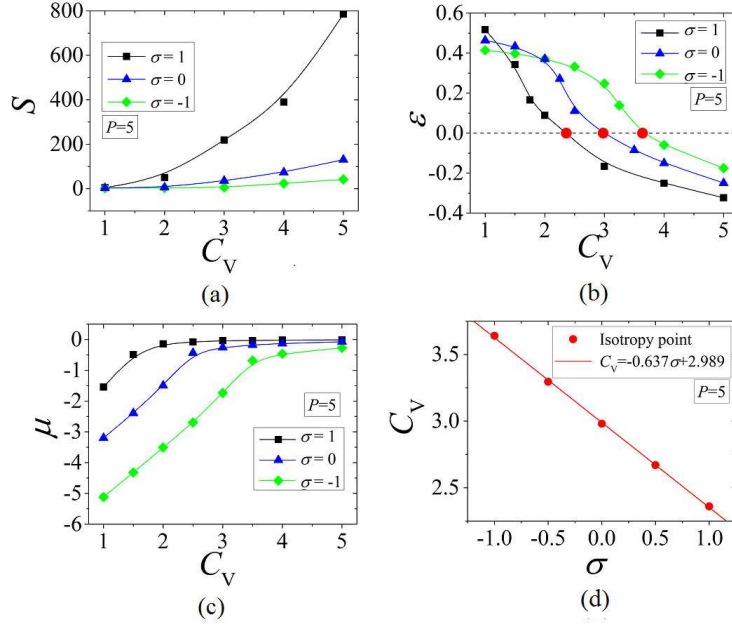 800
600
400
200
0
S
σ = 1
σ = 0
σ = -1
P=5
1 2 3 4 5
C_V
(a)
0.6
0.4
0.2
0.0
-0.2
-0.4
ε
σ = 1
σ = 0
σ = -1
P=5
1 2 3 4 5
C_V
(b)
0
-1
-2
-3
-4
-5
-6
μ
P=5
σ = 1
σ = 0
σ = -1
1 2 3 4 5
C_V
(c)
3.5
3.0
2.5
C_V
Isotropy point
C_V=-0.637σ+2.989
P=5
-1.0 -0.5 0.0 0.5 1.0
σ
(d)